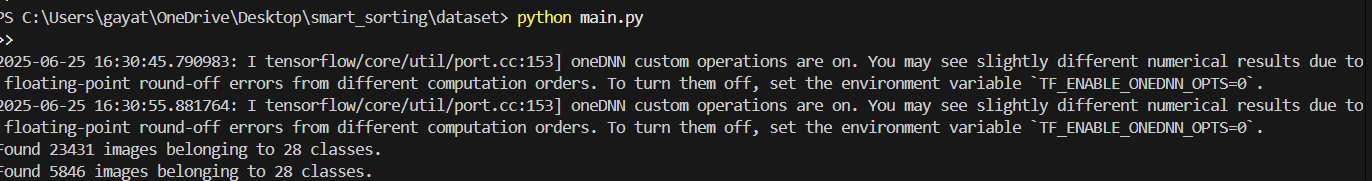 PS C:\Users\gayat\OneDrive\Desktop\smart_sorting\dataset> python main.py
>>
2025-06-25 16:30:45.790983: I tensorflow/core/util/port.cc:153] oneDNN custom operations are on. You may see slightly different numerical results due to
floating-point round-off errors from different computation orders. To turn them off, set the environment variable `TF_ENABLE_ONEDNN_OPTS=0`.
2025-06-25 16:30:55.881764: I tensorflow/core/util/port.cc:153] oneDNN custom operations are on. You may see slightly different numerical results due to
floating-point round-off errors from different computation orders. To turn them off, set the environment variable `TF_ENABLE_ONEDNN_OPTS=0`.
Found 23431 images belonging to 28 classes.
Found 5846 images belonging to 28 classes.